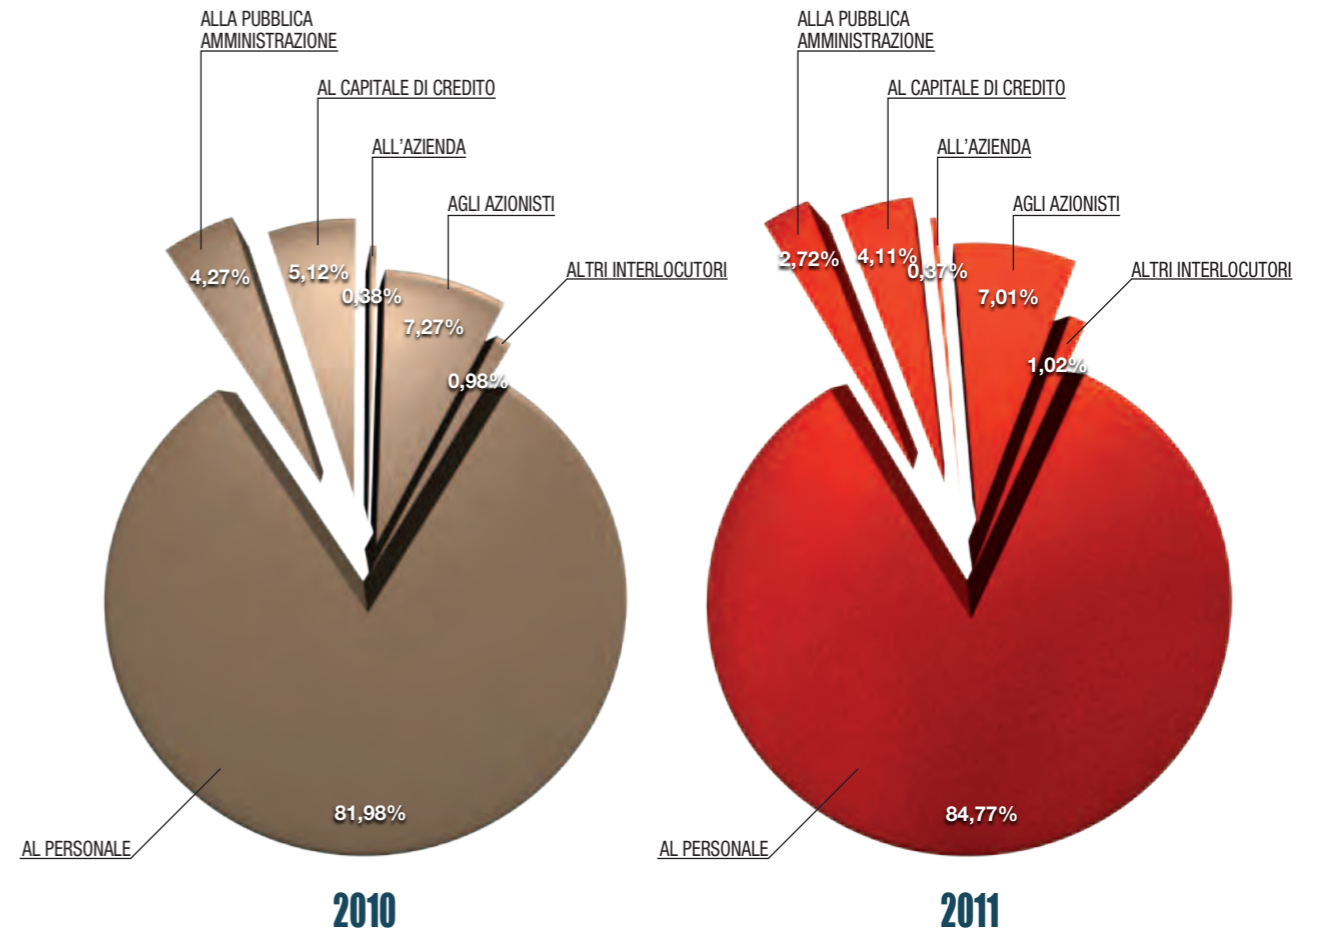 ALLA PUBBLICA
AMMINISTRAZIONE
AL CAPITALE DI CREDITO
ALL'AZIENDA
AGLI AZIONISTI
ALTRI INTERLOCUTORI
4,27%
5,12%
0,38%
7,27%
0,98%
81,98%
AL PERSONALE
2010
ALLA PUBBLICA
AMMINISTRAZIONE
AL CAPITALE DI CREDITO
ALL'AZIENDA
AGLI AZIONISTI
ALTRI INTERLOCUTORI
2,72%
4,11%
0,37%
7,01%
1,02%
84,77%
AL PERSONALE
2011